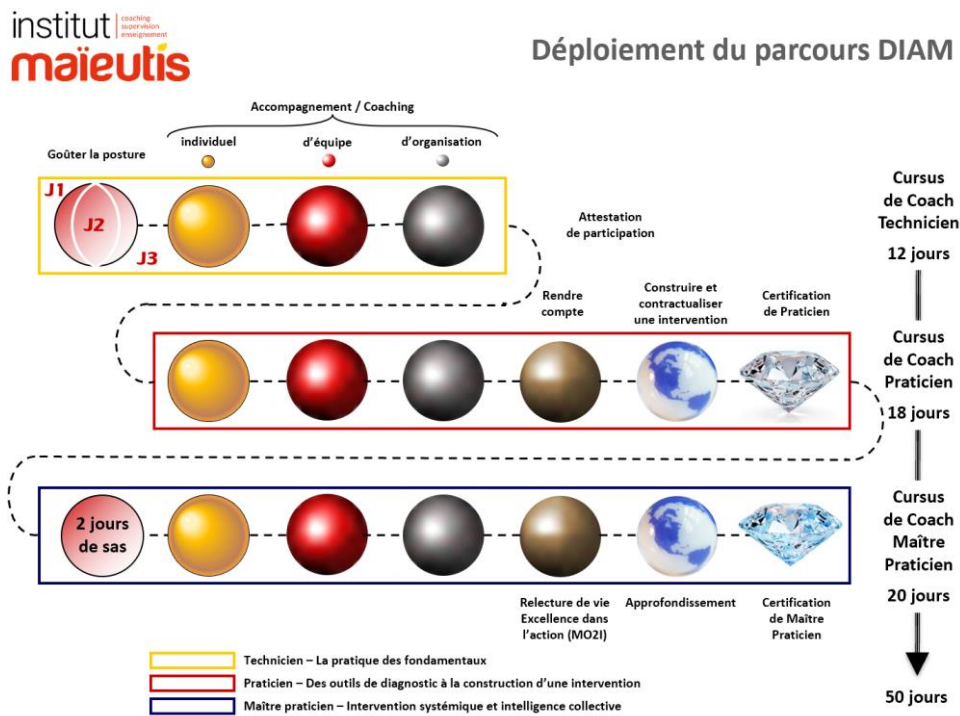 institut
coaching
supervision
enseignement
maïeutis
Déploiement du parcours DIAM
Accompagnement / Coaching
Goûter la posture
individuel
d'équipe
d'organisation
J1
J2
J3
Attestation
de participation
Cursus
de Coach
Technicien
12 jours
Rendre
compte
Construire et
contractualiser
une intervention
Certification
de Praticien
Cursus
de Coach
Praticien
18 jours
2 jours
de sas
Cursus
de Coach
Maître
Praticien
20 jours
Relecture de vie
Excellence dans
l'action (MO2I)
Approfondissement
Certification
de Maître
Praticien
Technicien – La pratique des fondamentaux
Praticien – Des outils de diagnostic à la construction d'une intervention
Maître praticien – Intervention systémique et intelligence collective
50 jours